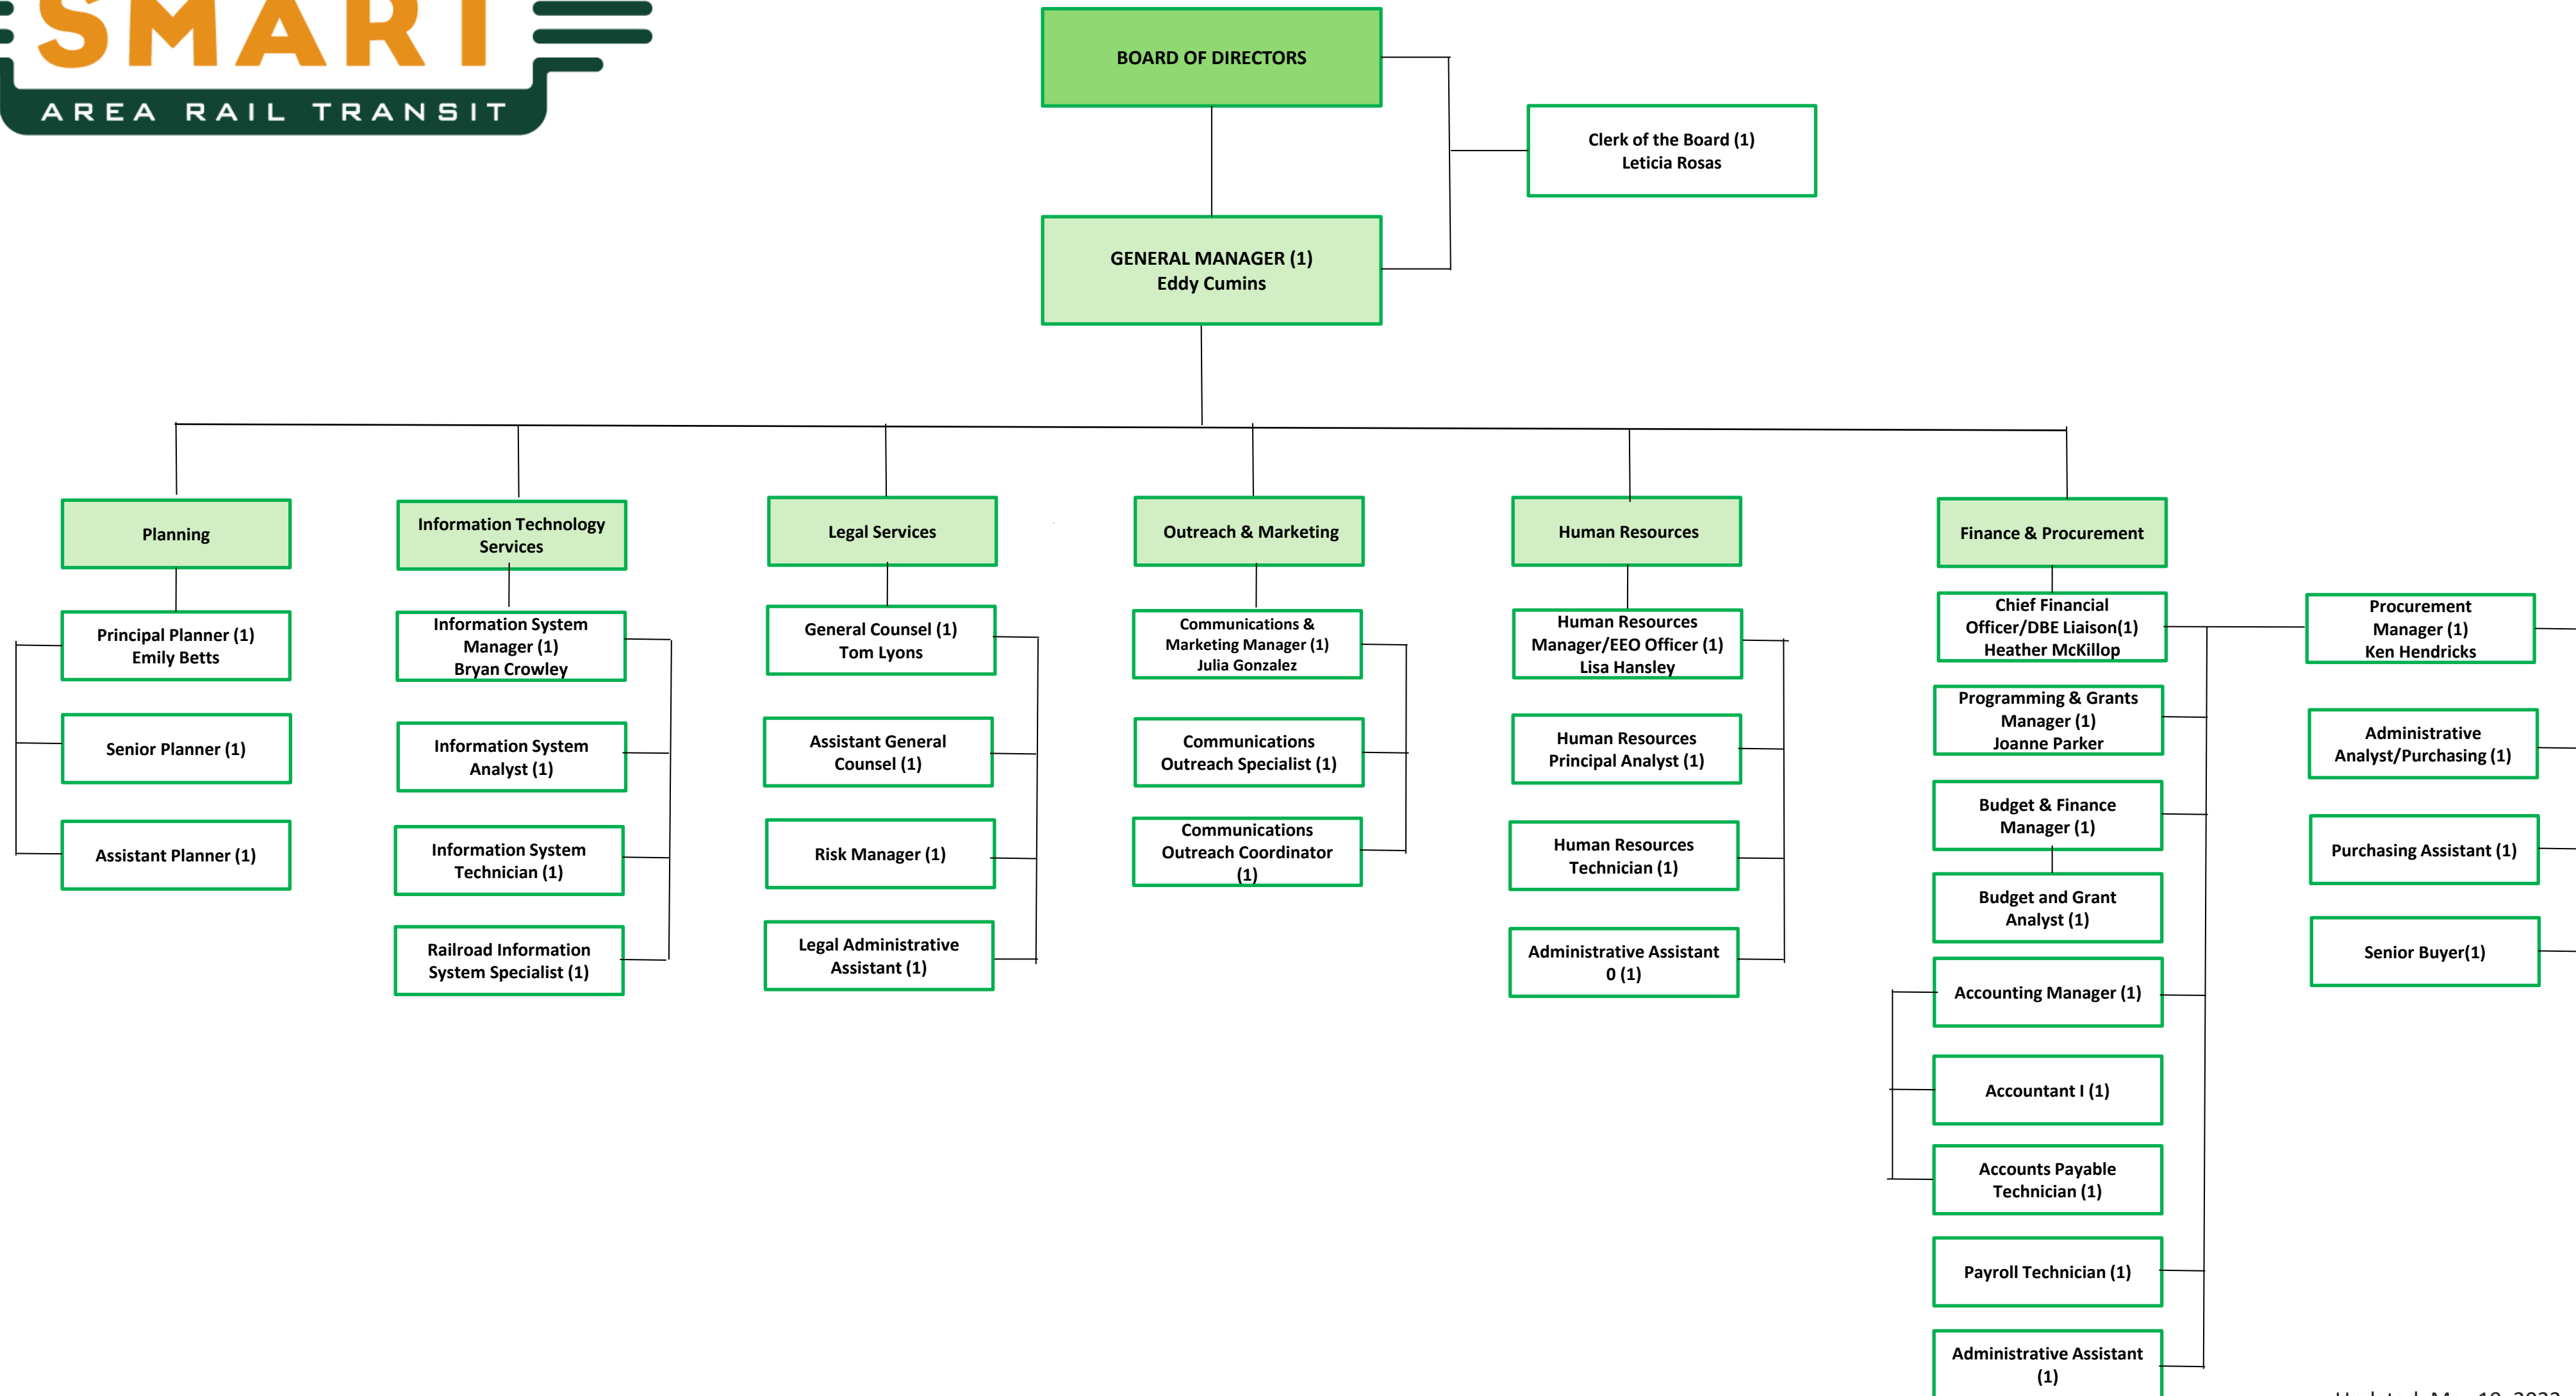 SMART
AREA RAIL TRANSIT
BOARD OF DIRECTORS
Clerk of the Board (1)
Leticia Rosas
GENERAL MANAGER (1)
Eddy Cumins
Planning
Principal Planner (1)
Emily Betts
Senior Planner (1)
Assistant Planner (1)
Information Technology
Services
Information System
Manager (1)
Bryan Crowley
Information System
Analyst (1)
Information System
Technician (1)
Railroad Information
System Specialist (1)
Legal Services
General Counsel (1)
Tom Lyons
Assistant General
Counsel (1)
Risk Manager (1)
Legal Administrative
Assistant (1)
Outreach & Marketing
Communications &
Marketing Manager (1)
Julia Gonzalez
Communications
Outreach Specialist (1)
Communications
Outreach Coordinator
(1)
Human Resources
Human Resources
Manager/EEO Officer (1)
Lisa Hansley
Human Resources
Principal Analyst (1)
Human Resources
Technician (1)
Administrative Assistant
0 (1)
Finance & Procurement
Chief Financial
Officer/DBE Liaison(1)
Heather McKillop
Programming & Grants
Manager (1)
Joanne Parker
Budget & Finance
Manager (1)
Budget and Grant
Analyst (1)
Accounting Manager (1)
Accountant I (1)
Accounts Payable
Technician (1)
Payroll Technician (1)
Administrative Assistant
(1)
Procurement
Manager (1)
Ken Hendricks
Administrative
Analyst/Purchasing (1)
Purchasing Assistant (1)
Senior Buyer(1)